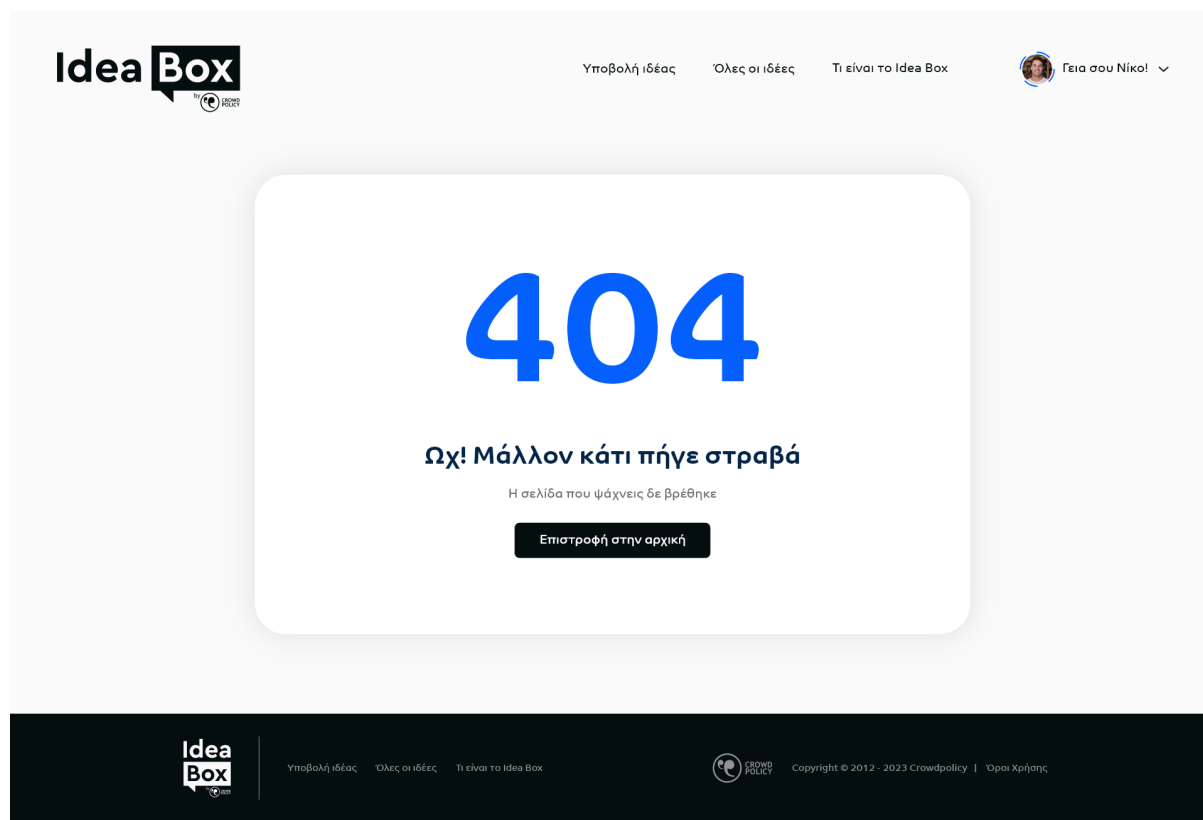 Idea Box
by CROWD POLICY
Υποβολή ιδέας Όλες οι ιδέες Τι είναι το Idea Box Γεια σου Νίκο!
404
Ωχ! Μάλλον κάτι πήγε στραβά
Η σελίδα που ψάχνεις δε βρέθηκε
Επιστροφή στην αρχική
Idea
Box
Υποβολή ιδέας Όλες οι ιδέες Τι είναι το Idea Box
CROWD
POLICY
Copyright © 2012 - 2023 Crowdpolicy | Όροι Χρήσης